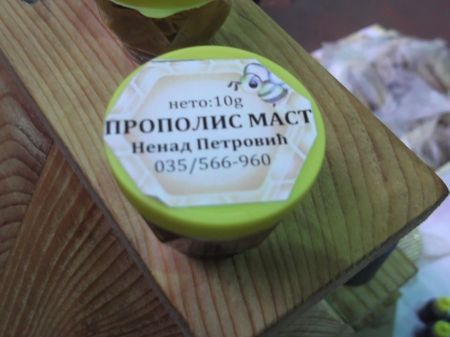 нето:10g
ПРОПОЛИС МАСТ
Ненад Петровић
035/566-960